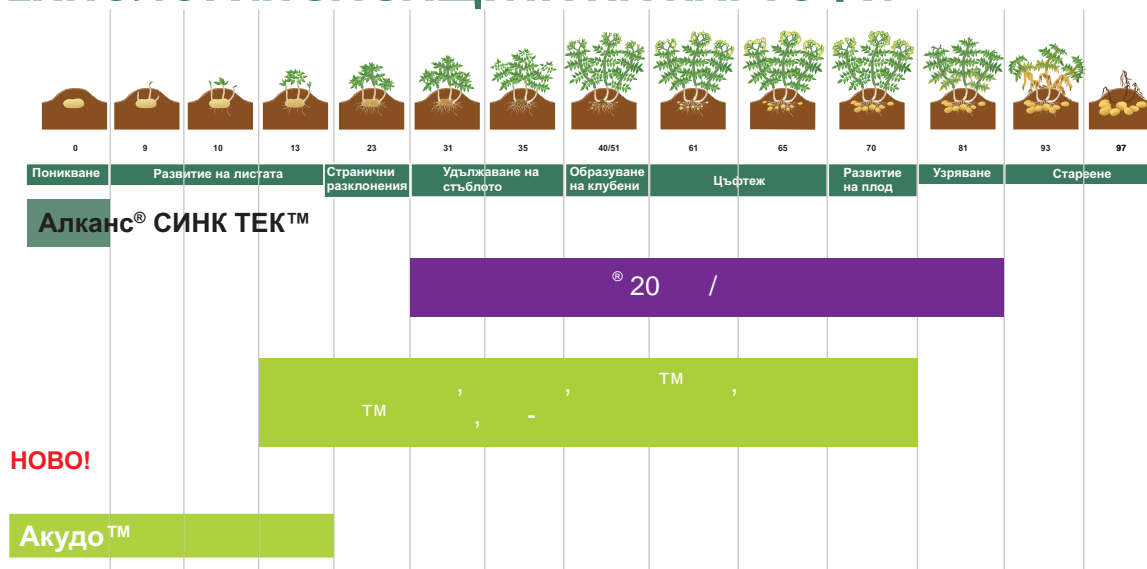 0 9 10 13 23 31 35 40/51 61 65 70 81 93 97
Поникване Развитие на листата Странични разклонения Удължаване на стъблото Образуване на клубени Цъфтеж Развитие на плод Узряване Стареене
Алканс® СИНК ТЕК™
® 20 /
, , ™ ,
™ , -
НОВО!
Акудо™